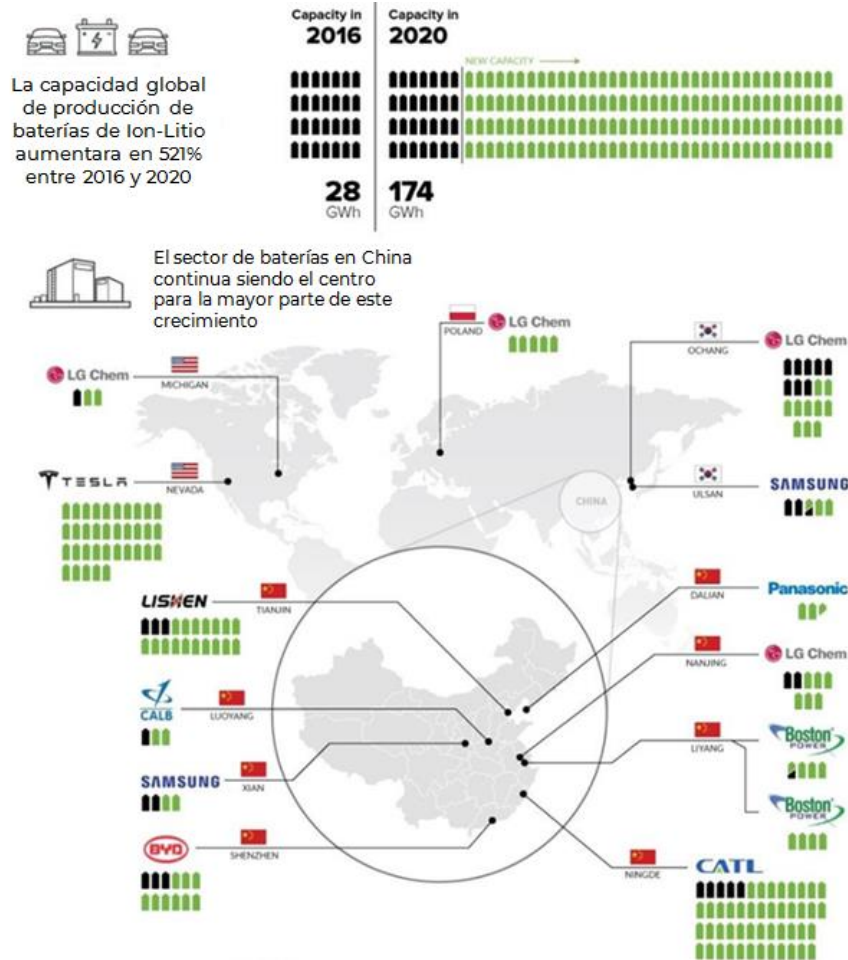 Capacity in
2016
Capacity in
2020
NEW CAPACITY
La capacidad global
de producción de
baterías de Ion-Litio
aumentara en 521%
entre 2016 y 2020
28
GWh
174
GWh
El sector de baterías en China
continua siendo el centro
para la mayor parte de este
crecimiento
POLAND
LG Chem
OCHANG
LG Chem
LG Chem
MICHIGAN
TESLA
NEVADA
ULSAN
SAMSUNG
CHINA
LISHEN
TIANJIN
DALIAN
Panasonic
NANJING
LG Chem
CALB
LUOYANG
LIYANG
Boston
POWER
SAMSUNG
XIAN
Boston
POWER
BYD
SHENZHEN
NINGDE
CATL